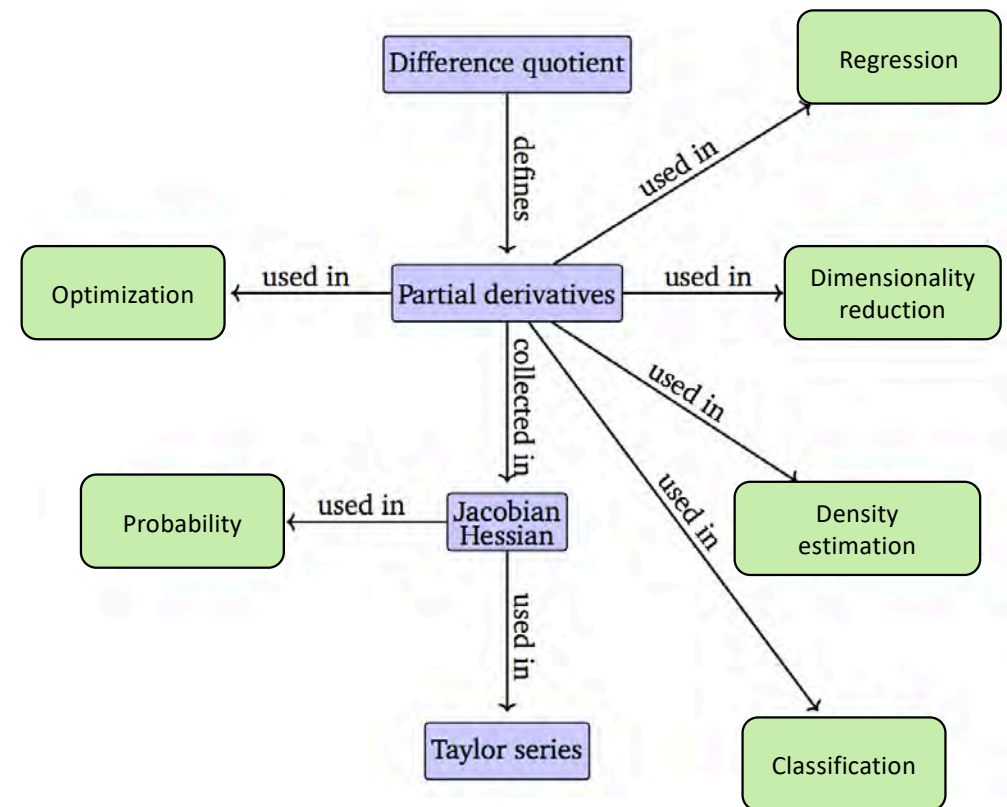 Difference quotient
Regression
defines
used in
Optimization
used in
Partial derivatives
used in
Dimensionality
reduction
collected in
used in
used in
Probability
used in
Jacobian
Hessian
Density
estimation
used in
Taylor series
Classification